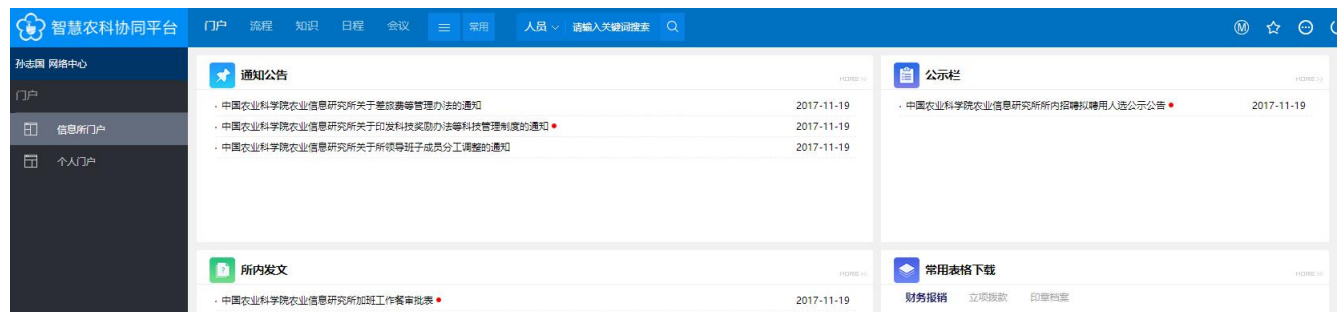 智慧农科协同平台
门户 流程 知识 日程 会议 常用 人员 请输入关键词搜索
孙志国 网络中心
门户
信息所门户
个人门户
通知公告 HOME >>
· 中国农业科学院农业信息研究所关于差旅费等管理办法的通知 2017-11-19
· 中国农业科学院农业信息研究所关于印发科技奖励办法等科技管理制度的通知 2017-11-19
· 中国农业科学院农业信息研究所关于所领导班子成员分工调整的通知 2017-11-19
公示栏 HOME >>
· 中国农业科学院农业信息研究所所内招聘拟聘用人选公示公告 2017-11-19
所内发文 HOME >>
· 中国农业科学院农业信息研究所加班工作餐审批表 2017-11-19
常用表格下载 HOME >>
财务报销 立项拨款 印章档案